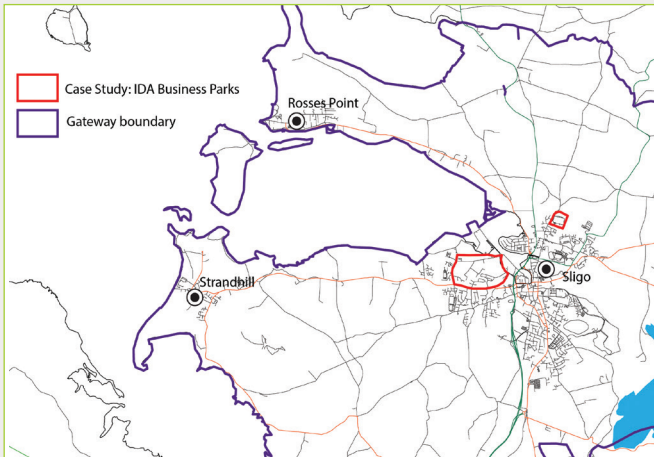 Case Study: IDA Business Parks
Gateway boundary
Rosses Point
Strandhill
Sligo